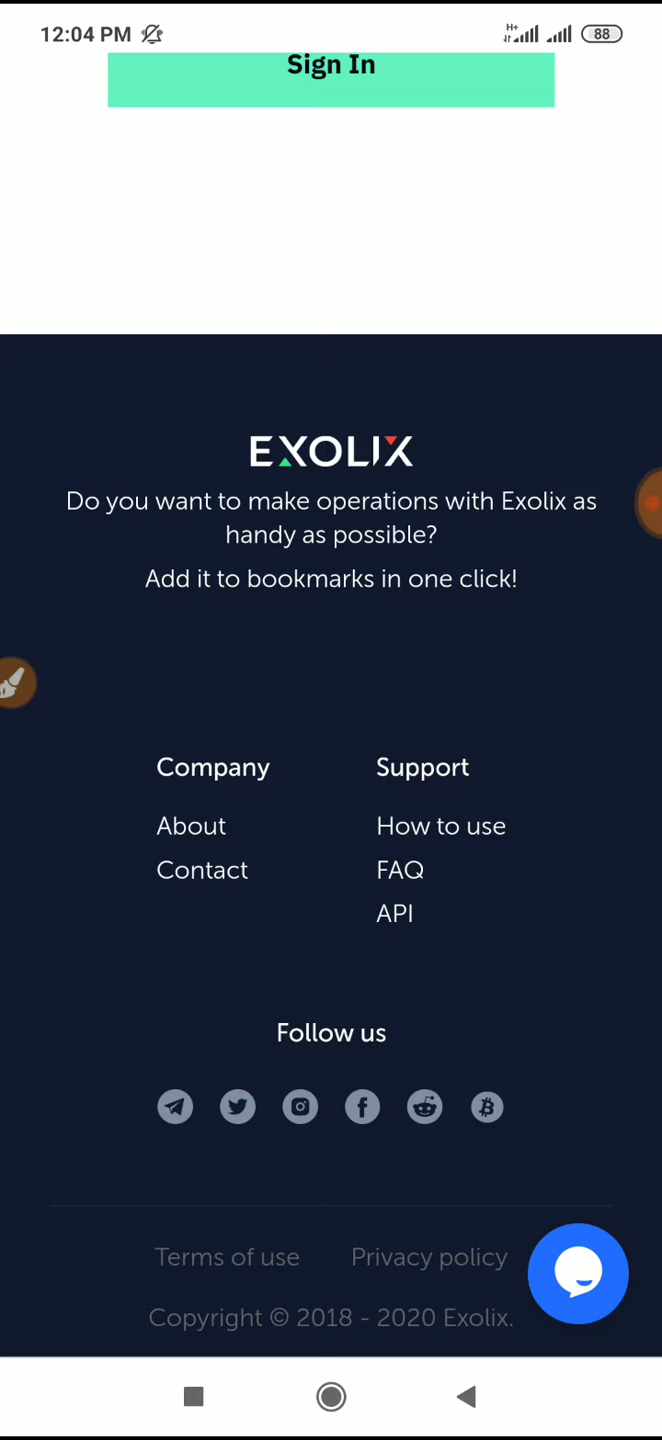 12:04 PM
H+
88
Sign In
EXOLIX
Do you want to make operations with Exolix as
handy as possible?
Add it to bookmarks in one click!
Company
About
Contact
Support
How to use
FAQ
API
Follow us
Terms of use
Privacy policy
Copyright © 2018 - 2020 Exolix.